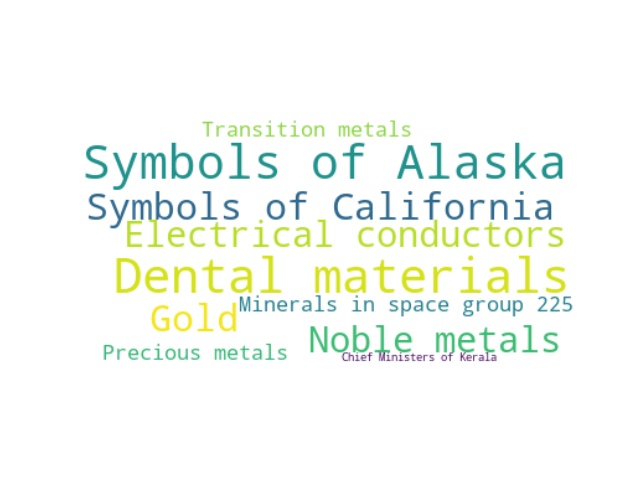 Transition metals
Symbols of Alaska
Symbols of California
Electrical conductors
Dental materials
Minerals in space group 225
Gold
Noble metals
Precious metals
Chief Ministers of Kerala